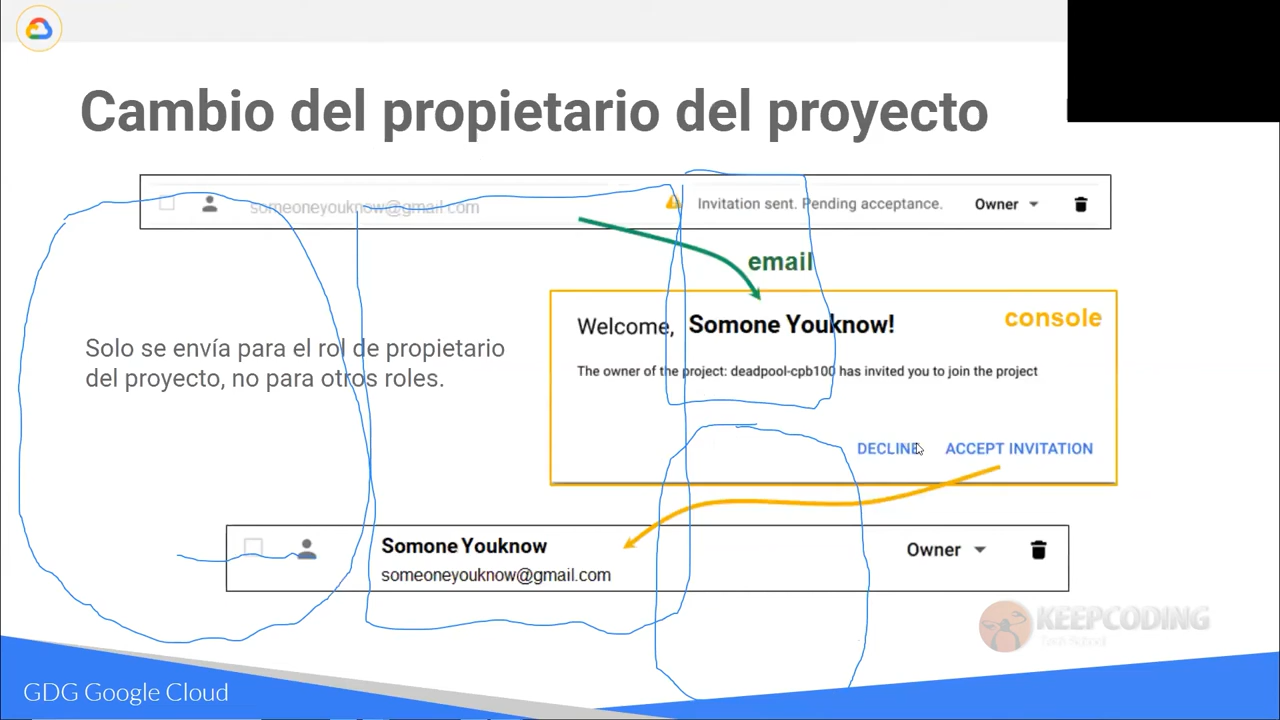 Cambio del propietario del proyecto
someoneyouknow@gmail.com
Invitation sent. Pending acceptance.
Owner
email
console
Welcome, Somone Youknow!
The owner of the project: deadpool-cpb100 has invited you to join the project
Solo se envía para el rol de propietario
del proyecto, no para otros roles.
DECLINE
ACCEPT INVITATION
Somone Youknow
someoneyouknow@gmail.com
Owner
KEEPCODING
Tech School
GDG Google Cloud